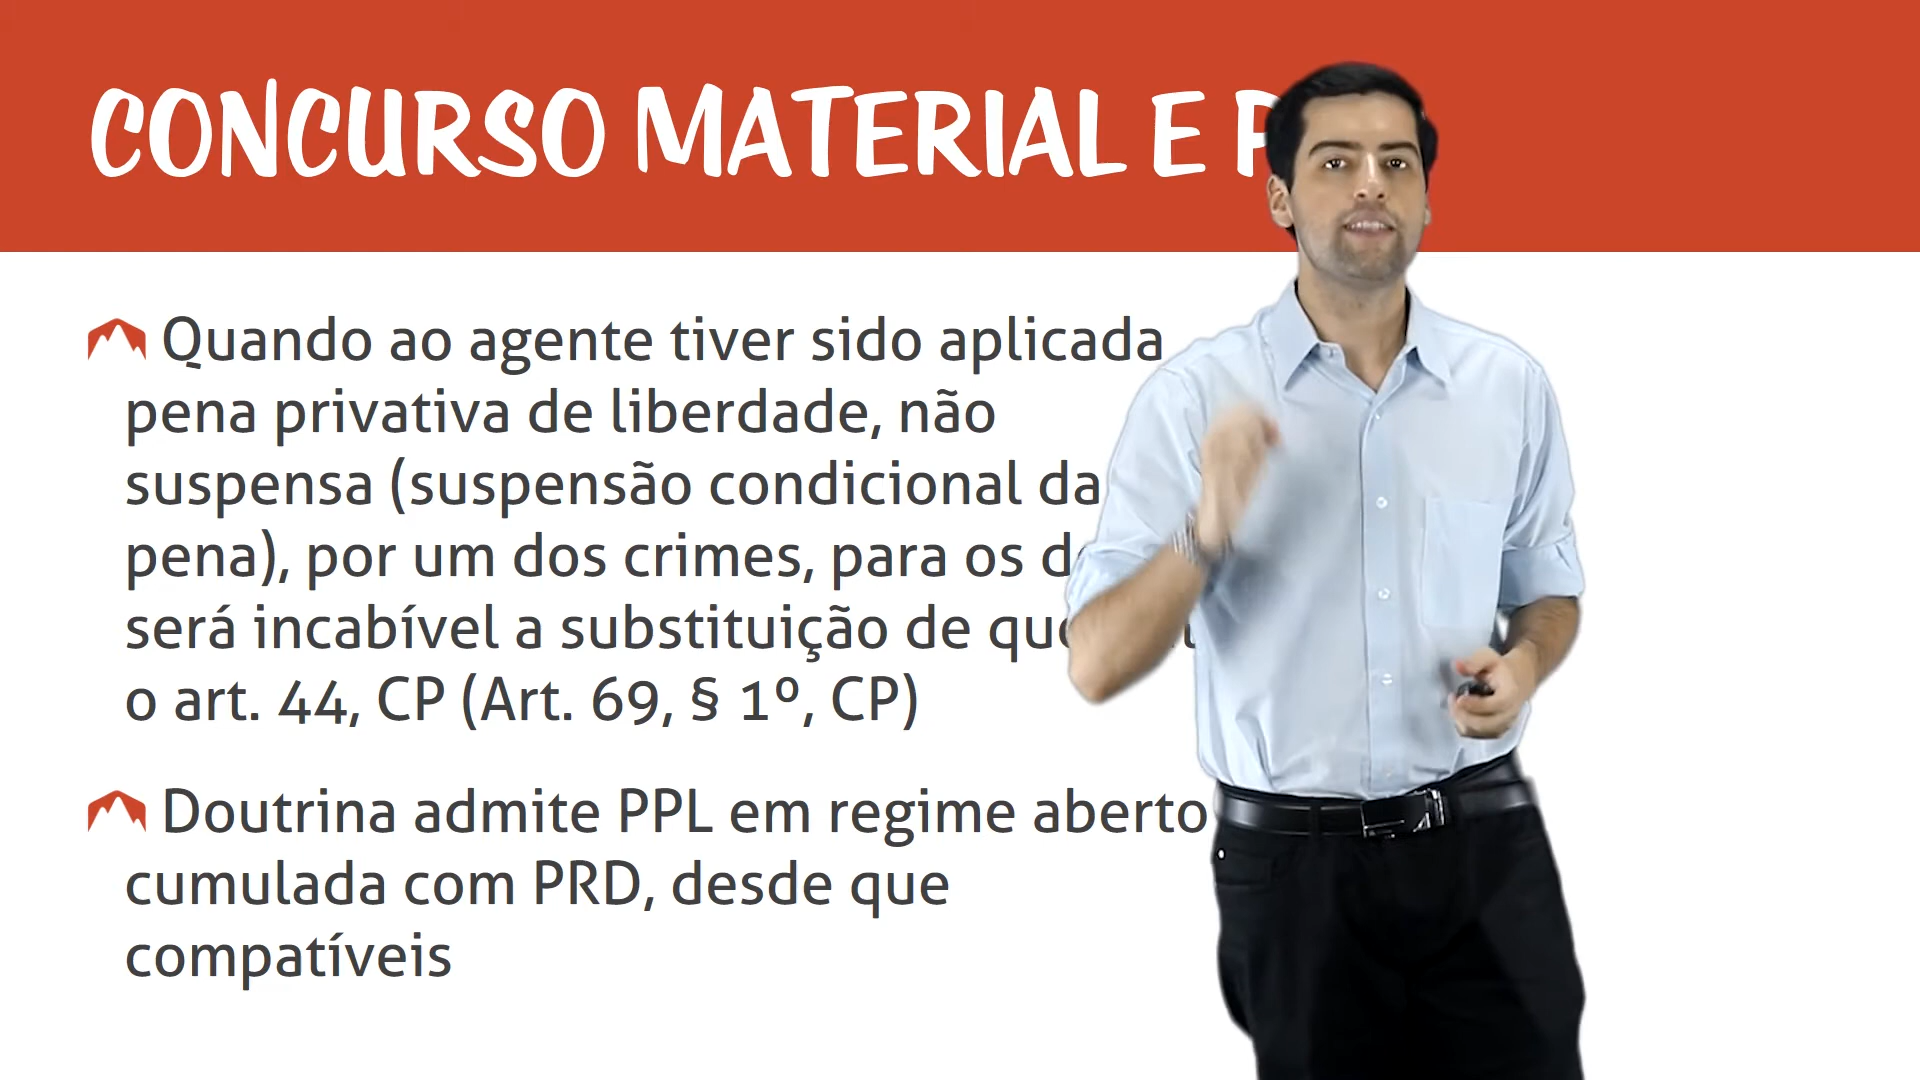 CONCURSO MATERIAL E
Quando ao agente tiver sido aplicada
pena privativa de liberdade, não
suspensa (suspensão condicional da
pena), por um dos crimes, para os
será incabível a substituição de
o art. 44, CP (Art. 69, § 1º, CP)
Doutrina admite PPL em regime aberto
cumulada com PRD, desde que
compatíveis